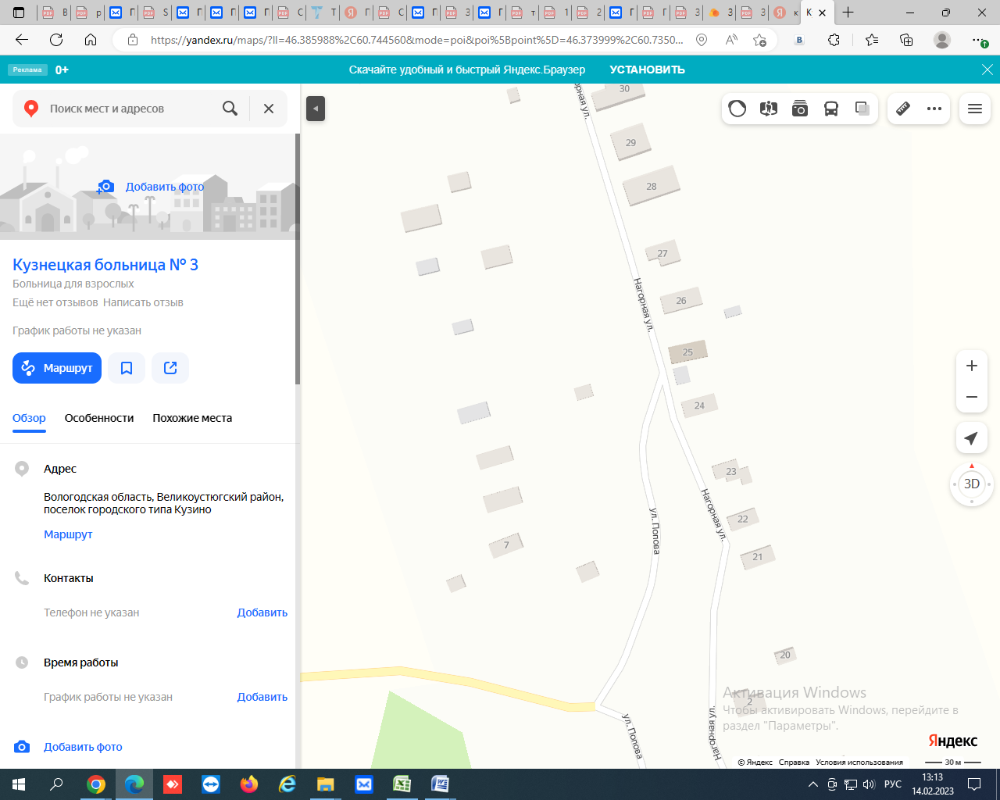 https://yandex.ru/maps/?ll=46.385988%2C60.744560&mode=poi&poi%5Bpoint%5D=46.373999%2C60.7350...
Реклама
0+
Скачайте удобный и быстрый Яндекс.Браузер
УСТАНОВИТЬ
Поиск мест и адресов
Добавить фото
Кузнецкая больница № 3
Больница для взрослых
Ещё нет отзывов Написать отзыв
График работы не указан
Маршрут
Обзор
Особенности
Похожие места
Адрес
Вологодская область, Великоустюгский район,
поселок городского типа Кузино
Маршрут
Контакты
Телефон не указан
Добавить
Время работы
График работы не указан
Добавить
Добавить фото
30
29
28
27
Нагорная ул.
26
25
24
23
Нагорная ул.
22
ул. Попова
7
21
20
2
ул. Попова
Нагорная ул.
3D
Активация Windows
Чтобы активировать Windows, перейдите в
раздел "Параметры".
Яндекс
© Яндекс Справка Условия использования
30 м
РУС
13:13
14.02.2023